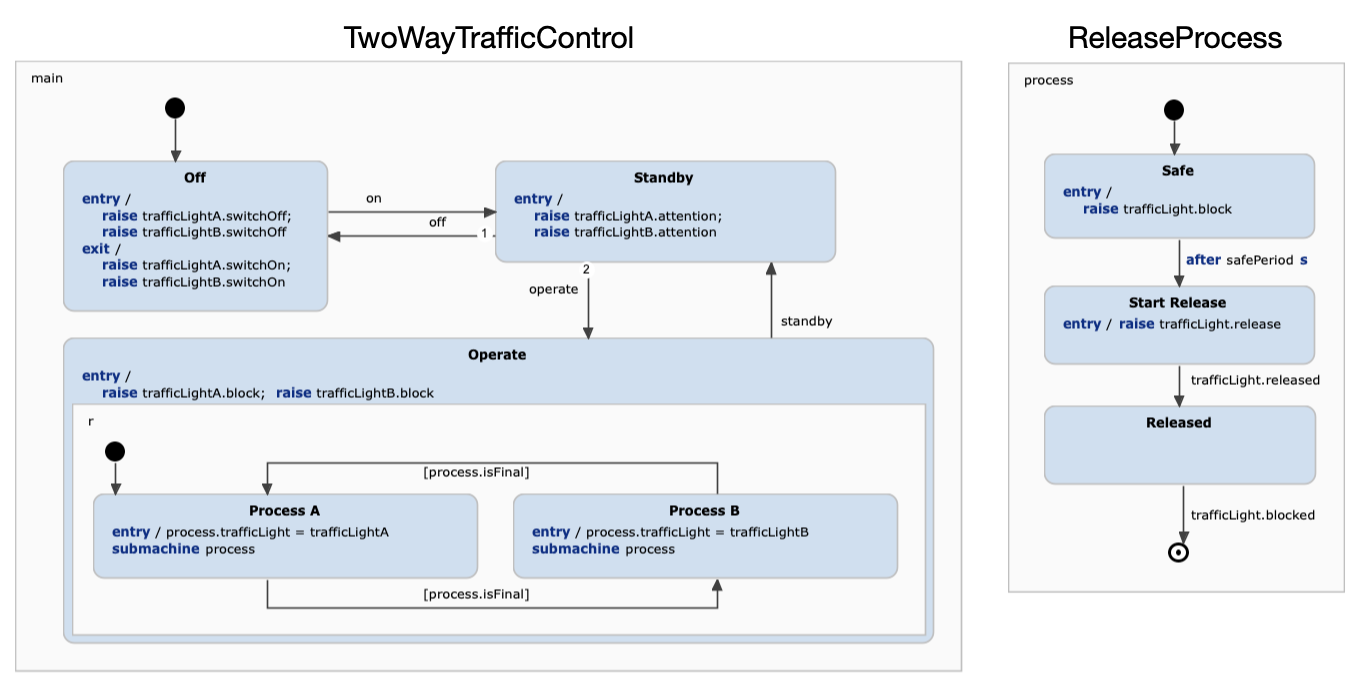 TwoWayTrafficControl
main
Off
entry /
raise trafficLightA.switchOff;
raise trafficLightB.switchOff
exit /
raise trafficLightA.switchOn;
raise trafficLightB.switchOn
on
off
1
Standby
entry /
raise trafficLightA.attention;
raise trafficLightB.attention
2
operate
standby
Operate
entry /
raise trafficLightA.block; raise trafficLightB.block
r
[process.isFinal]
Process A
entry / process.trafficLight = trafficLightA
submachine process
Process B
entry / process.trafficLight = trafficLightB
submachine process
[process.isFinal]
ReleaseProcess
process
Safe
entry /
raise trafficLight.block
after safePeriod s
Start Release
entry / raise trafficLight.release
trafficLight.released
Released
trafficLight.blocked